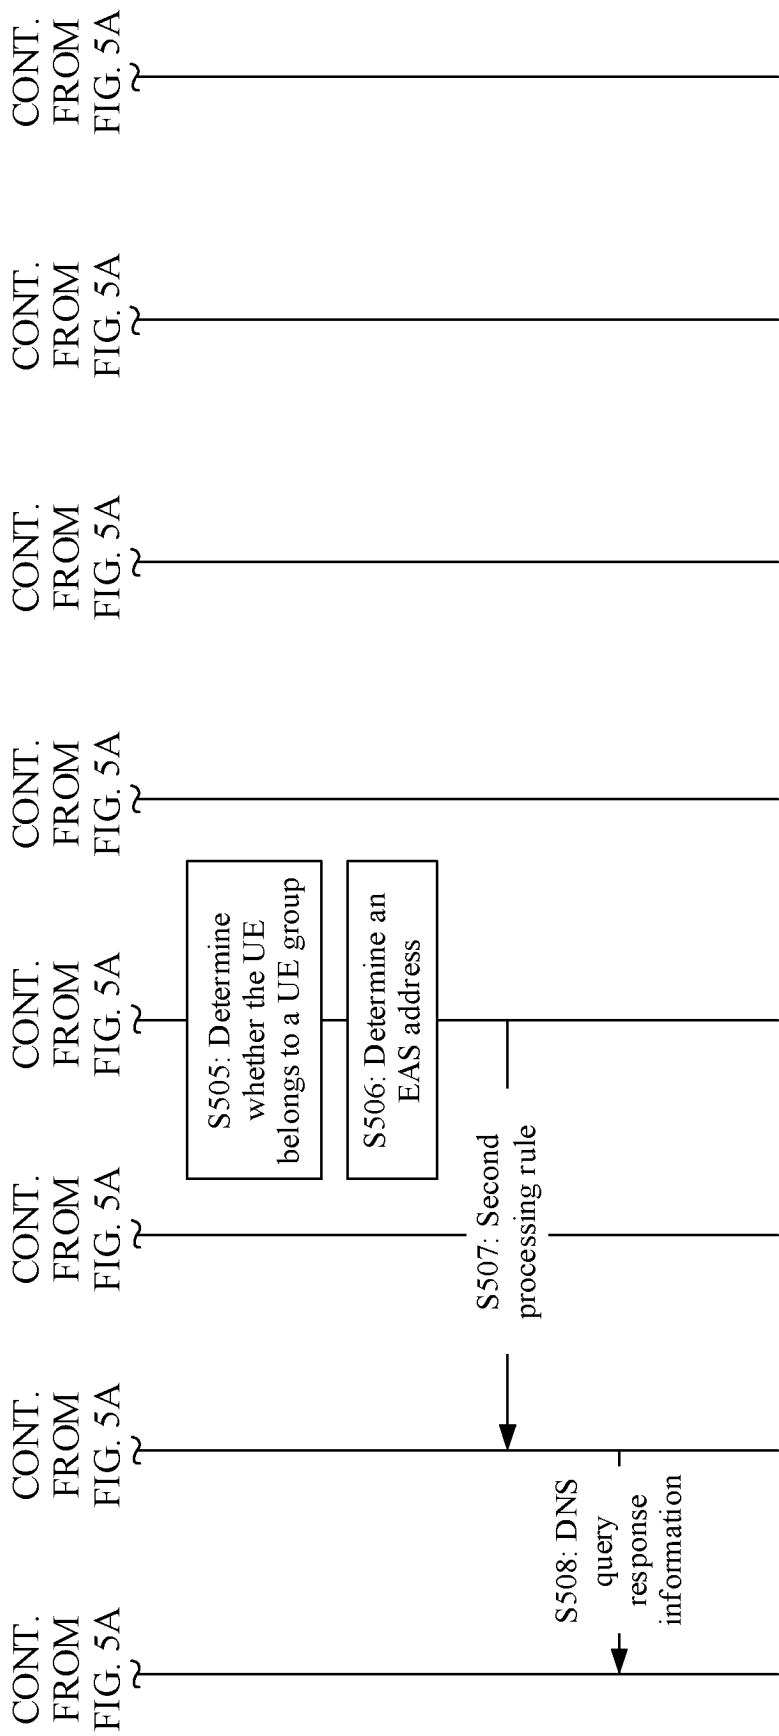 CONT.
FROM
FIG. 5A
CONT.
FROM
FIG. 5A
CONT.
FROM
FIG. 5A
CONT.
FROM
FIG. 5A
CONT.
FROM
FIG. 5A
CONT.
FROM
FIG. 5A
CONT.
FROM
FIG. 5A
CONT.
FROM
FIG. 5A
S505: Determine
whether the UE
belongs to a UE group
S506: Determine an
EAS address
S507: Second
processing rule
S508: DNS
query
response
information